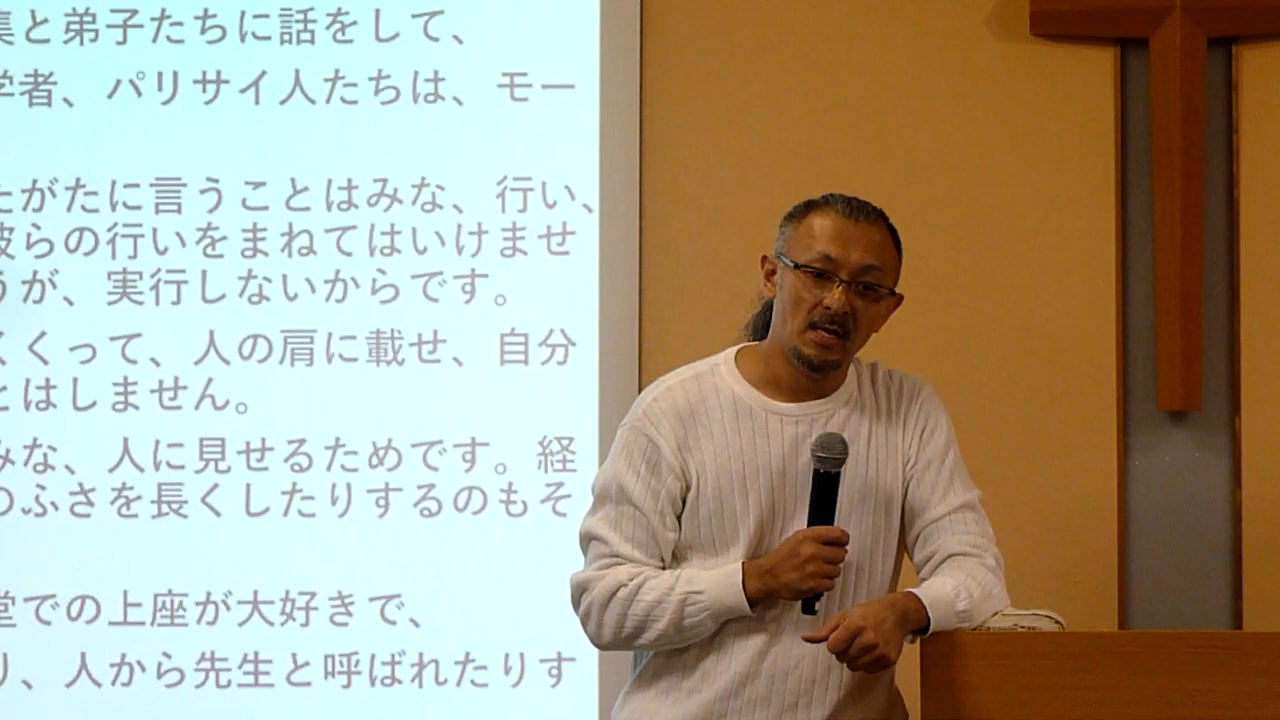 集と弟子たちに話をして、
学者、パリサイ人たちは、モー
たがたに言うことはみな、行い、
彼らの行いをまねてはいけませ
うが、実行しないからです。
くくって、人の肩に載せ、自分
とはしません。
みな、人に見せるためです。経
のふさを長くしたりするのもそ
堂での上座が大好きで、
り、人から先生と呼ばれたりす